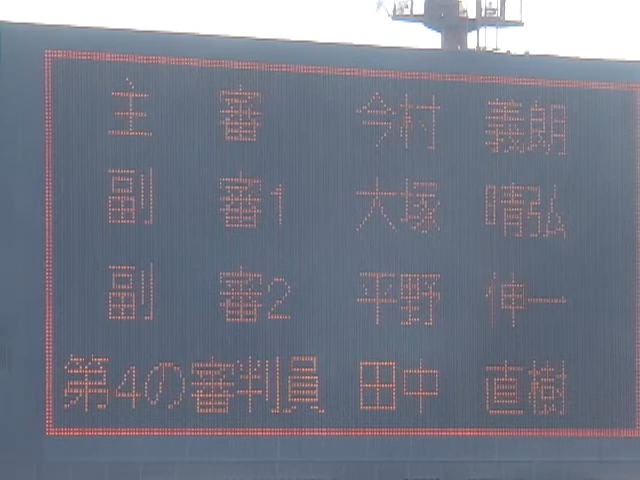 主 審 今村 義朗
副 審1 大塚 晴弘
副 審2 平野 伸一
第4の審判員 田中 直樹